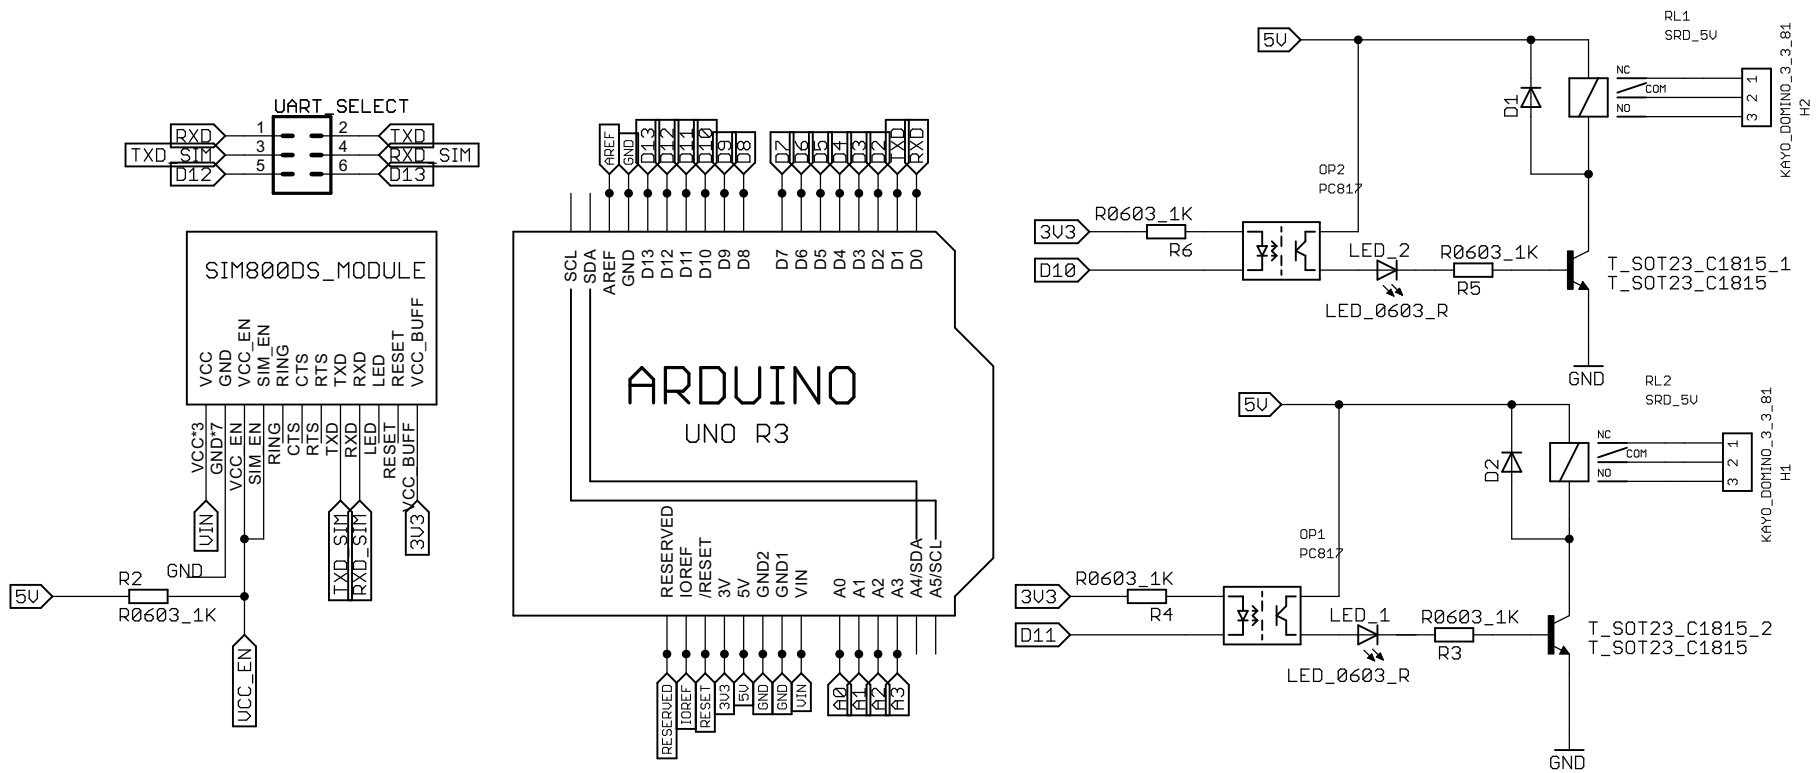 UART_SELECT
RXD 1 2 TXD
TXD_SIM 3 4 RXD_SIM
D12 5 6 D13
SIM800DS_MODULE
VCC
GND
VCC_EN
SIM_EN
RING
CTS
RTS
TXD
RXD
LED
RESET
VCC_BUFF
VCC*3
GND*7
VCC_EN
SIM_EN
RING
CTS
RTS
TXD
RXD
LED
RESET
VCC_BUFF
VIN
TXD_SIM
RXD_SIM
3V3
GND
5V
R2
R0603_1K
VCC_EN
AREF
GND
D13
D12
D11
D10
D9
D8
D7
D6
D5
D4
D3
D2
TXD
RXD
SCL
SDA
AREF
GND
D13
D12
D11
D10
D9
D8
D7
D6
D5
D4
D3
D2
D1
D0
ARDUINO
UNO R3
RESERVED
IOREF
/RESET
3V
5V
GND2
GND1
VIN
A0
A1
A2
A3
A4/SDA
A5/SCL
RESERVED
IOREF
RESET
3V3
5V
GND
GND
VIN
A0
A1
A2
A3
RL1
SRD_5V
5V
D1
NC
COM
NO
1
2
3
KAYO_DOMINO_3_3_81
H2
OP2
PC817
3V3
R0603_1K
R6
D10
LED_2
LED_0603_R
R0603_1K
R5
T_SOT23_C1815_1
T_SOT23_C1815
GND
RL2
SRD_5V
5V
D2
NC
COM
NO
1
2
3
KAYO_DOMINO_3_3_81
H1
OP1
PC817
3V3
R0603_1K
R4
D11
LED_1
LED_0603_R
R0603_1K
R3
T_SOT23_C1815_2
T_SOT23_C1815
GND